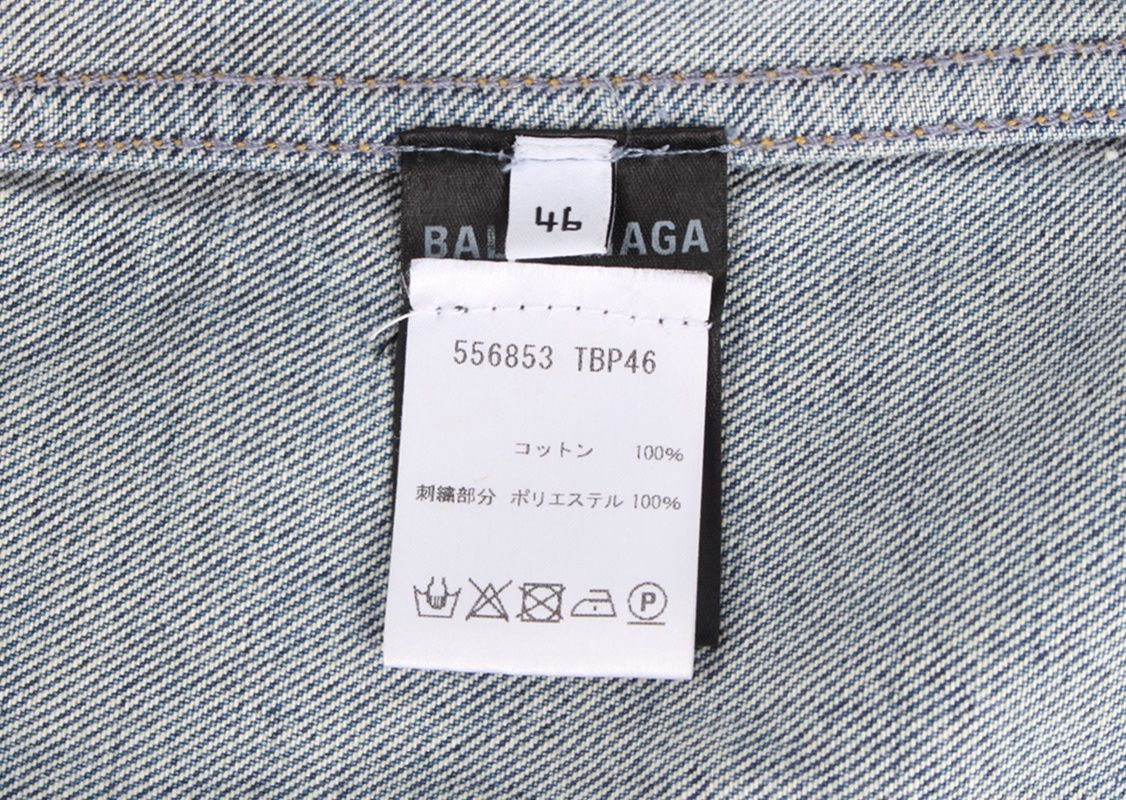 46
BAL AGA
556853 TBP46
コットン 100%
刺繍部分 ポリエステル 100%
P